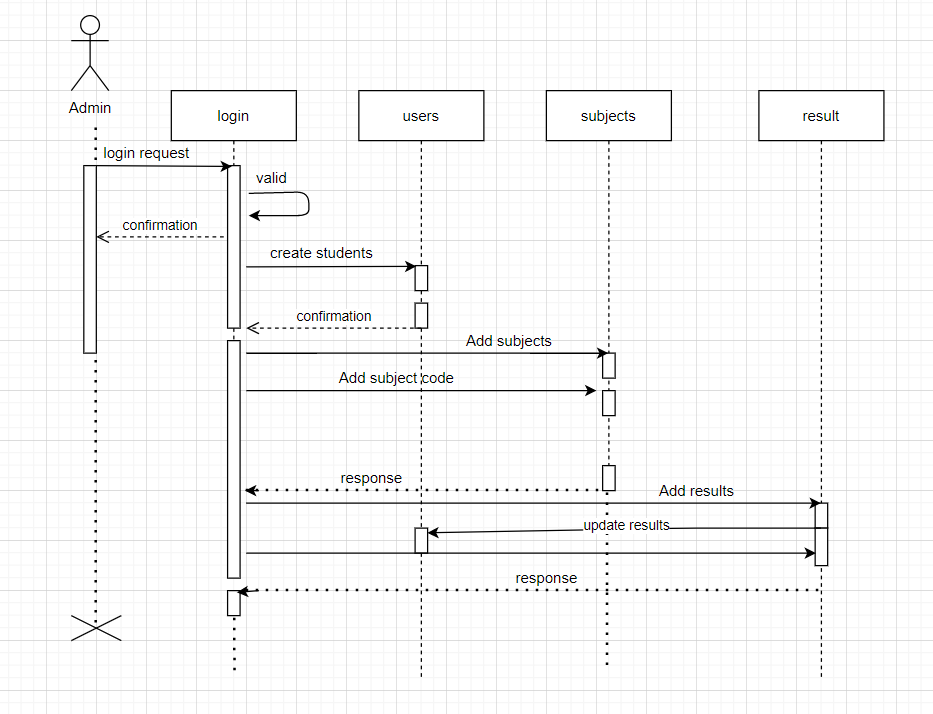 Admin
login
users
subjects
result
login request
valid
confirmation
create students
confirmation
Add subjects
Add subject code
response
Add results
update results
response